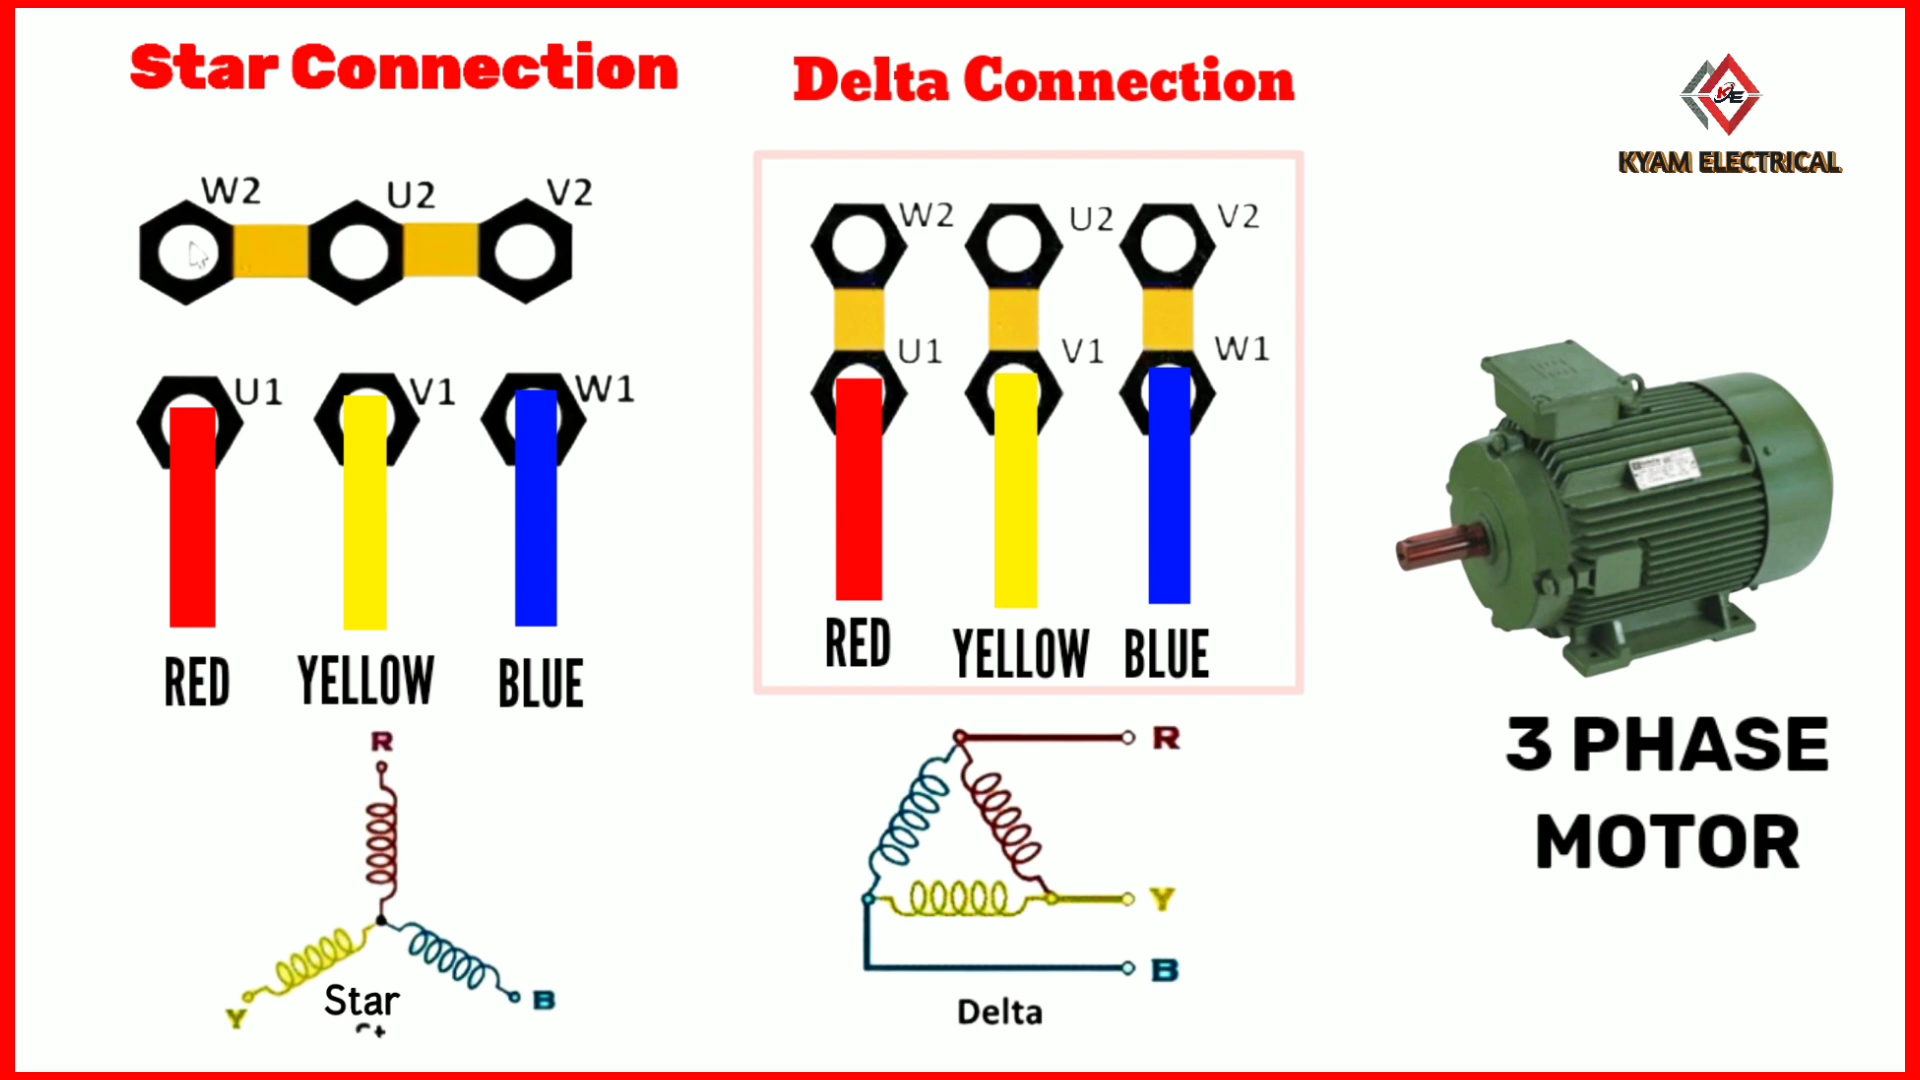 Star Connection
Delta Connection
KAE
KYAM ELECTRICAL
W2 U2 V2
U1 V1 W1
RED YELLOW BLUE
W2 U2 V2
U1 V1 W1
RED YELLOW BLUE
R
Y
B
Star
R
Y
B
Delta
3 PHASE
MOTOR